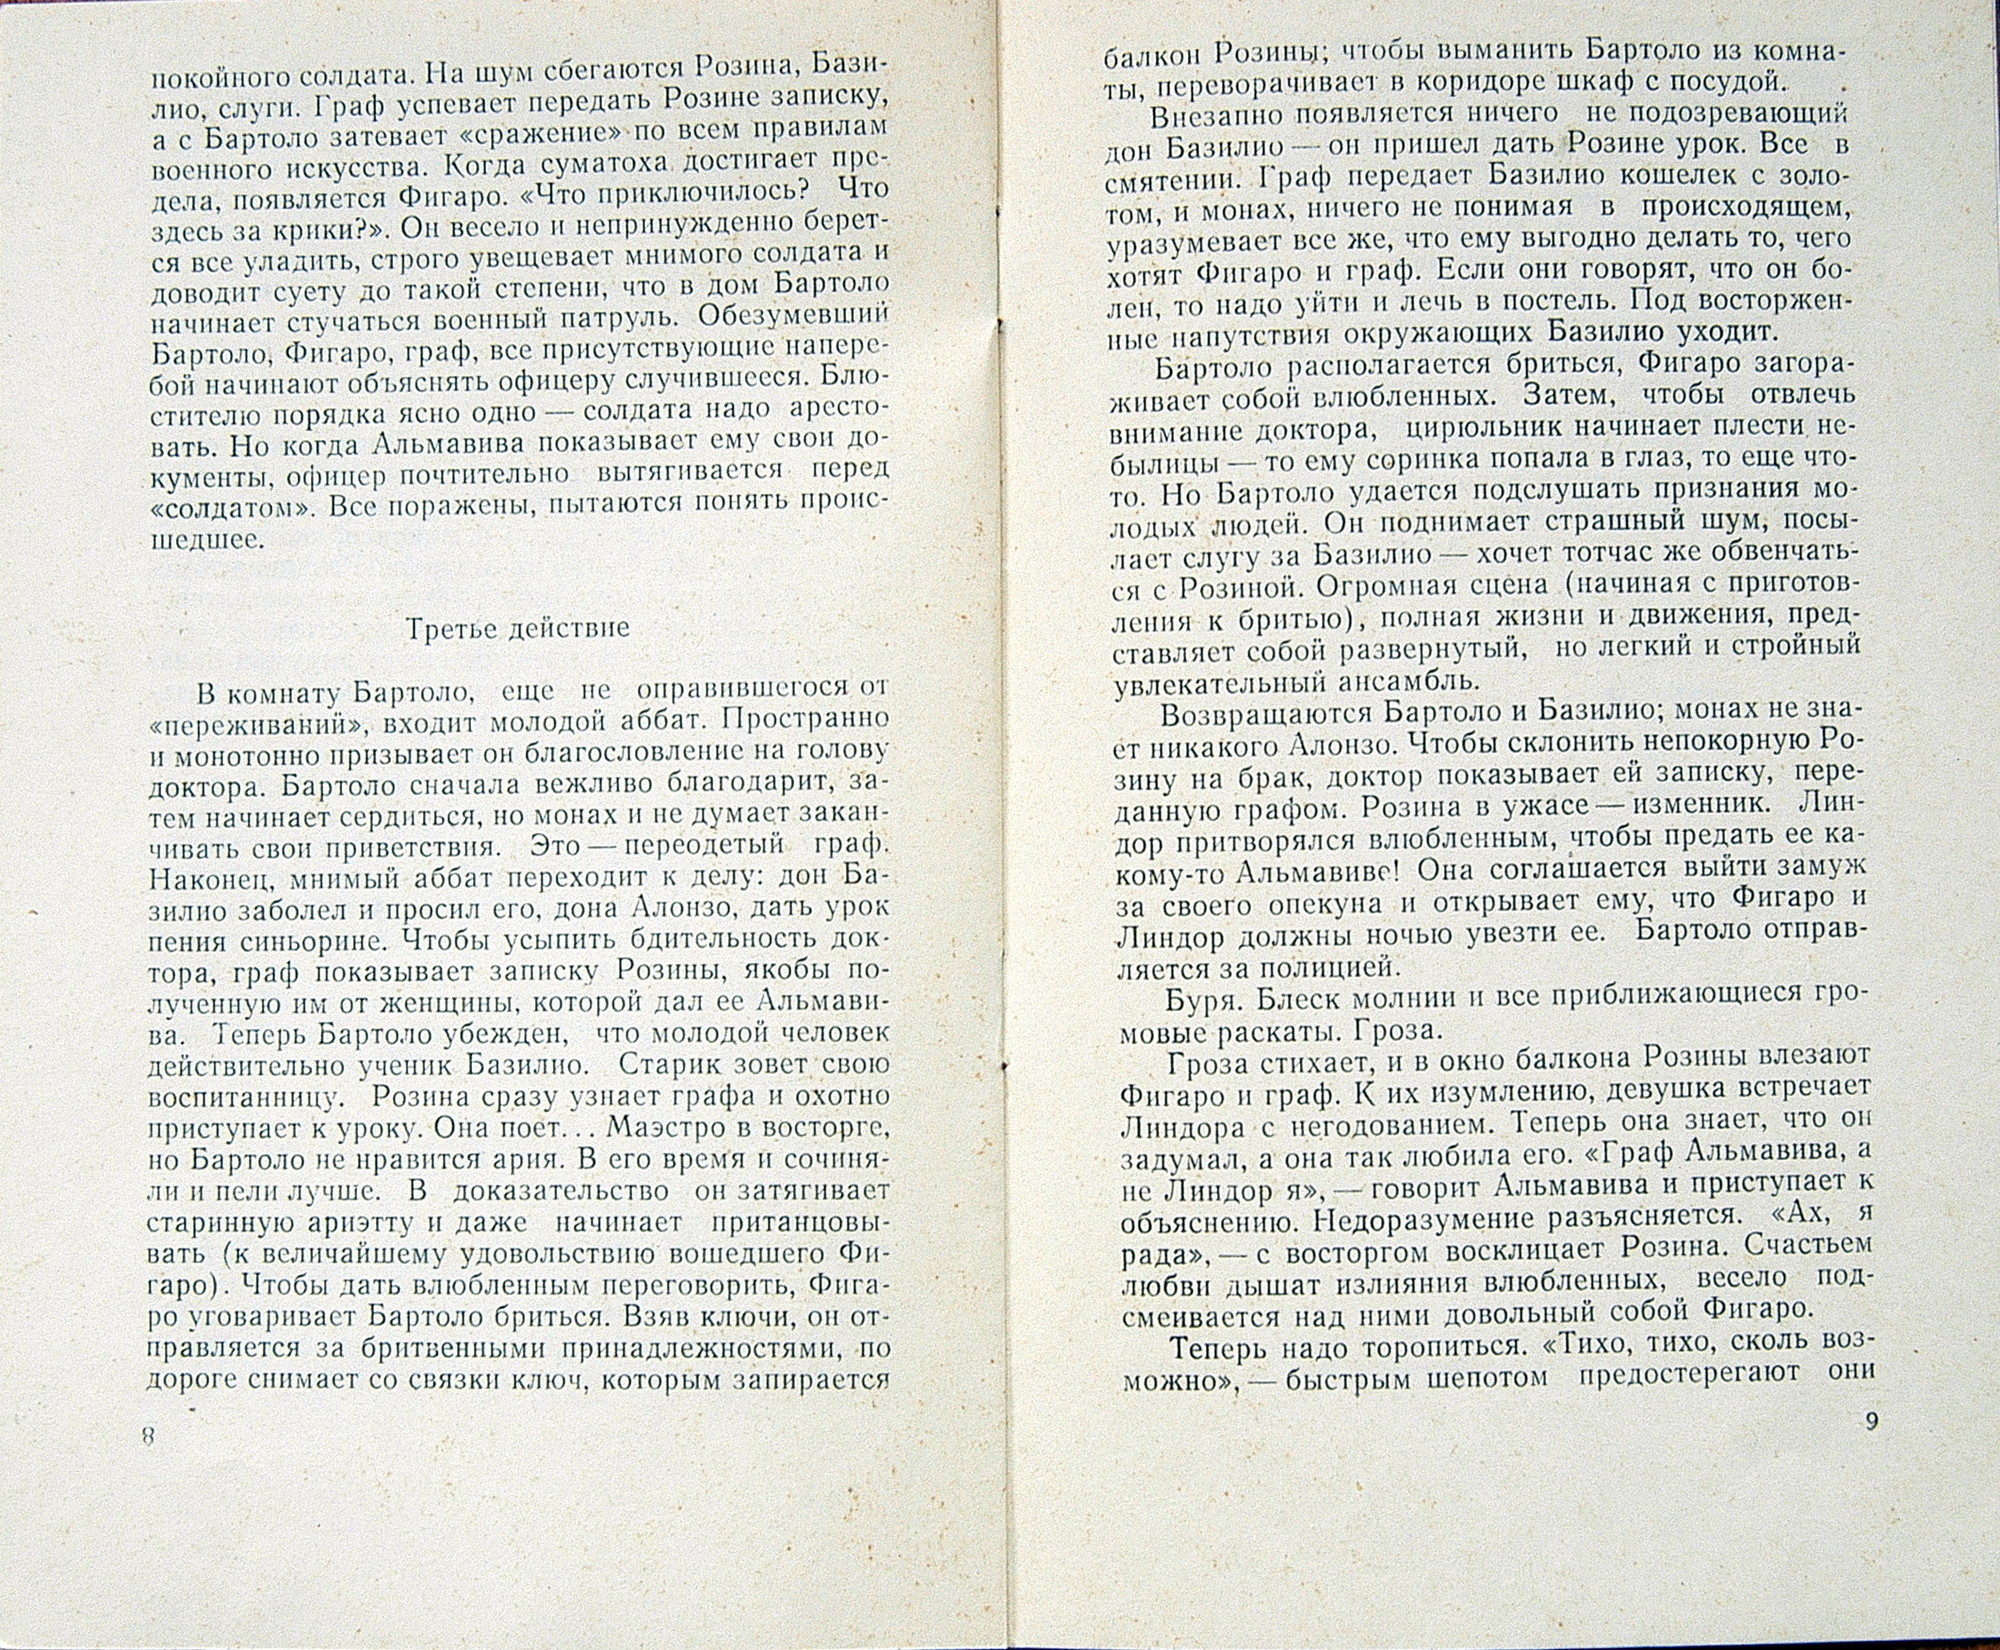 покойного солдата. На шум сбегаются Розина, Бази-
лио, слуги. Граф успевает передать Розине записку,
а с Бартоло затевает «сражение» по всем правилам
военного искусства. Когда суматоха достигает пре-
дела, появляется Фигаро. «Что приключилось? Что
здесь за крики?». Он весело и непринужденно берет-
ся все уладить, строго увещевает мнимого солдата и
доводит суету до такой степени, что в дом Бартоло
начинает стучаться военный патруль. Обезумевший
Бартоло, Фигаро, граф, все присутствующие напере-
бой начинают объяснять офицеру случившееся. Блю-
стителю порядка ясно одно — солдата надо аресто-
вать. Но когда Альмавива показывает ему свои до-
кументы, офицер почтительно вытягивается перед
«солдатом». Все поражены, пытаются понять проис-
шедшее.
Третье действие
В комнату Бартоло, еще не оправившегося от
«переживаний», входит молодой аббат. Пространно
и монотонно призывает он благословление на голову
доктора. Бартоло сначала вежливо благодарит, за-
тем начинает сердиться, но монах и не думает закан-
чивать свои приветствия. Это — переодетый граф.
Наконец, мнимый аббат переходит к делу: дон Ба-
зилио заболел и просил его, дона Алонзо, дать урок
пения синьорине. Чтобы усыпить бдительность док-
тора, граф показывает записку Розины, якобы по-
лученную им от женщины, которой дал ее Альмави-
ва. Теперь Бартоло убежден, что молодой человек
действительно ученик Базилио. Старик зовет свою
воспитанницу. Розина сразу узнает графа и охотно
приступает к уроку. Она поет... Маэстро в восторге,
но Бартоло не нравится ария. В его время и сочиня-
ли и пели лучше. В доказательство он затягивает
старинную ариэтту и даже начинает пританцовы-
вать (к величайшему удовольствию вошедшего Фи-
гаро). Чтобы дать влюбленным переговорить, Фига-
ро уговаривает Бартоло бриться. Взяв ключи, он от-
правляется за бритвенными принадлежностями, по
дороге снимает со связки ключ, которым запирается
8
балкон Розины; чтобы выманить Бартоло из комна-
ты, переворачивает в коридоре шкаф с посудой.
Внезапно появляется ничего не подозревающий
дон Базилио — он пришел дать Розине урок. Все в
смятении. Граф передает Базилио кошелек с золо-
том, и монах, ничего не понимая в происходящем,
уразумевает все же, что ему выгодно делать то, чего
хотят Фигаро и граф. Если они говорят, что он бо-
лен, то надо уйти и лечь в постель. Под восторжен-
ные напутствия окружающих Базилио уходит.
Бартоло располагается бриться, Фигаро загора-
живает собой влюбленных. Затем, чтобы отвлечь
внимание доктора, цирюльник начинает плести не-
былицы — то ему соринка попала в глаз, то еще что-
то. Но Бартоло удается подслушать признания мо-
лодых людей. Он поднимает страшный шум, посы-
лает слугу за Базилио — хочет тотчас же обвенчать-
ся с Розиной. Огромная сцена (начиная с приготов-
ления к бритью), полная жизни и движения, пред-
ставляет собой развернутый, но легкий и стройный
увлекательный ансамбль.
Возвращаются Бартоло и Базилио; монах не зна-
ет никакого Алонзо. Чтобы склонить непокорную Ро-
зину на брак, доктор показывает ей записку, пере-
данную графом. Розина в ужасе — изменник. Лин-
дор притворялся влюбленным, чтобы предать ее ка-
кому-то Альмавиве! Она соглашается выйти замуж
за своего опекуна и открывает ему, что Фигаро и
Линдор должны ночью увезти ее. Бартоло отправ-
ляется за полицией.
Буря. Блеск молнии и все приближающиеся гро-
мовые раскаты. Гроза.
Гроза стихает, и в окно балкона Розины влезают
Фигаро и граф. К их изумлению, девушка встречает
Линдора с негодованием. Теперь она знает, что он
задумал, а она так любила его. «Граф Альмавива, а
не Линдор я», — говорит Альмавива и приступает к
объяснению. Недоразумение разъясняется. «Ах, я
рада», — с восторгом восклицает Розина. Счастьем
любви дышат излияния влюбленных, весело под-
смеивается над ними довольный собой Фигаро.
Теперь надо торопиться. «Тихо, тихо, сколь воз-
можно», — быстрым шепотом предостерегают они
9